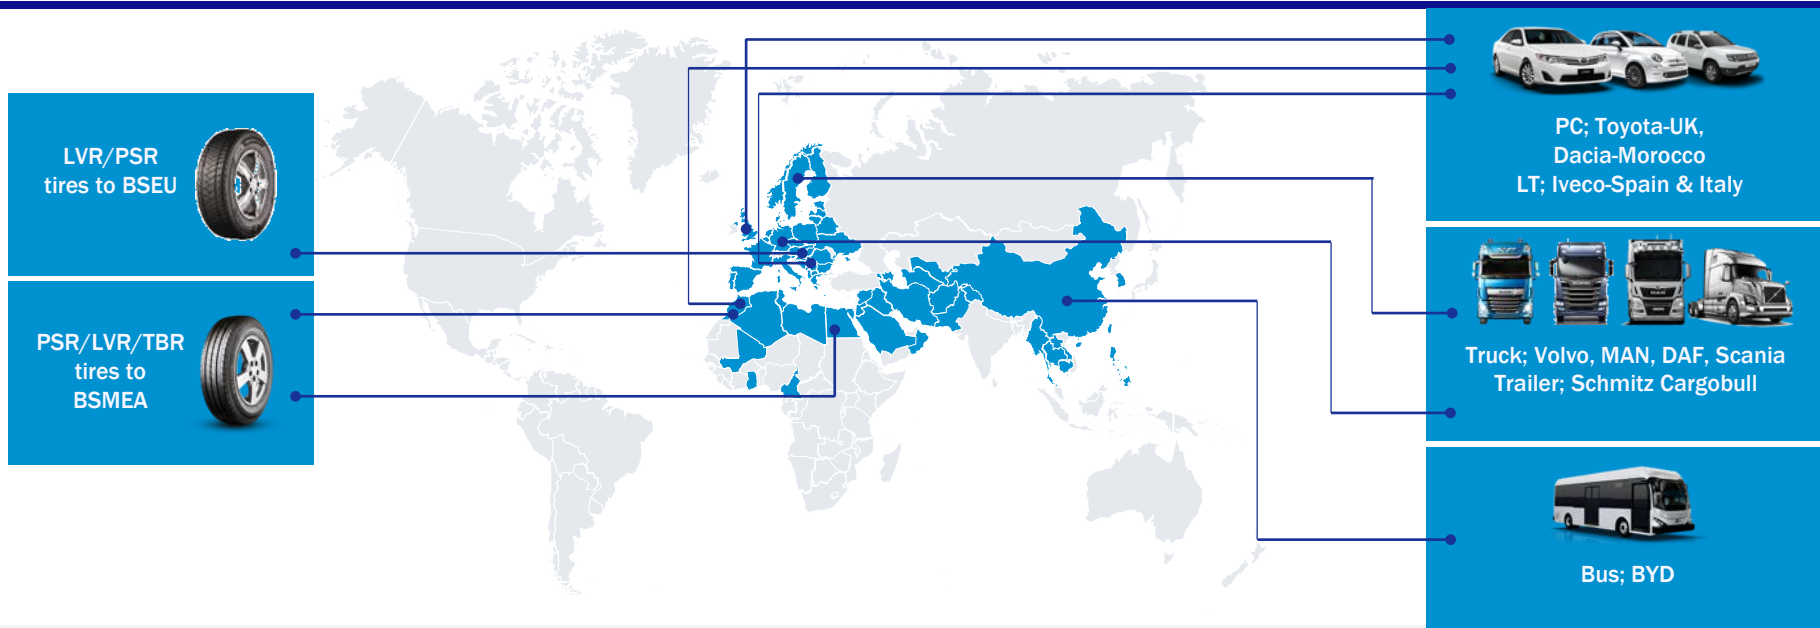 LVR/PSR
tires to BSEU
PSR/LVR/TBR
tires to
BSMEA
PC; Toyota-UK,
Dacia-Morocco
LT; Iveco-Spain & Italy
Truck; Volvo, MAN, DAF, Scania
Trailer; Schmitz Cargobull
Bus; BYD